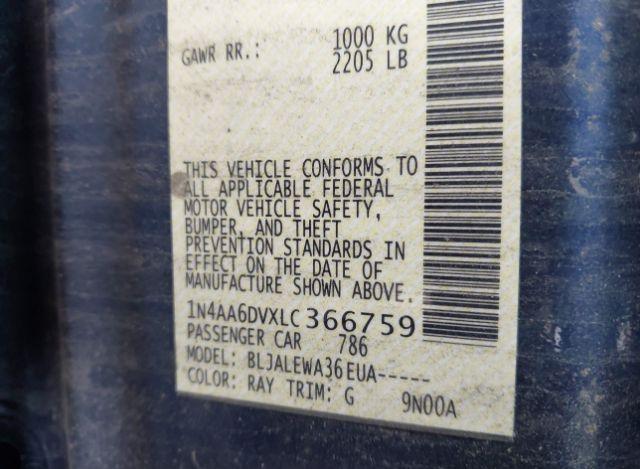 GAWR RR.: 1000 KG
2205 LB
THIS VEHICLE CONFORMS TO
ALL APPLICABLE FEDERAL
MOTOR VEHICLE SAFETY,
BUMPER, AND THEFT
PREVENTION STANDARDS IN
EFFECT ON THE DATE OF
MANUFACTURE SHOWN ABOVE.
1N4AA6DVXLC366759
PASSENGER CAR 786
MODEL: BLJALEWA36EUA-----
COLOR: RAY TRIM: G 9N00A